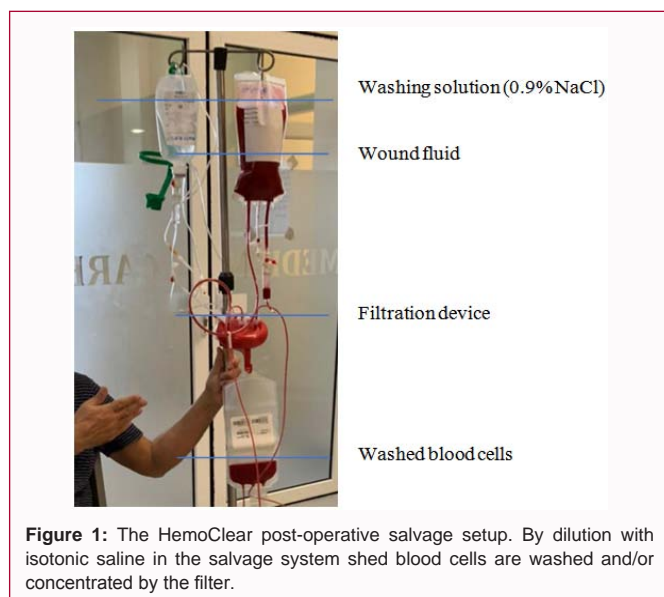 Washing solution (0.9% NaCl)
Wound fluid
MEDI
CARE
Filtration device
Washed blood cells
Figure 1: The HemoClear post-operative salvage setup. By dilution with
isotonic saline in the salvage system shed blood cells are washed and/or
concentrated by the filter.